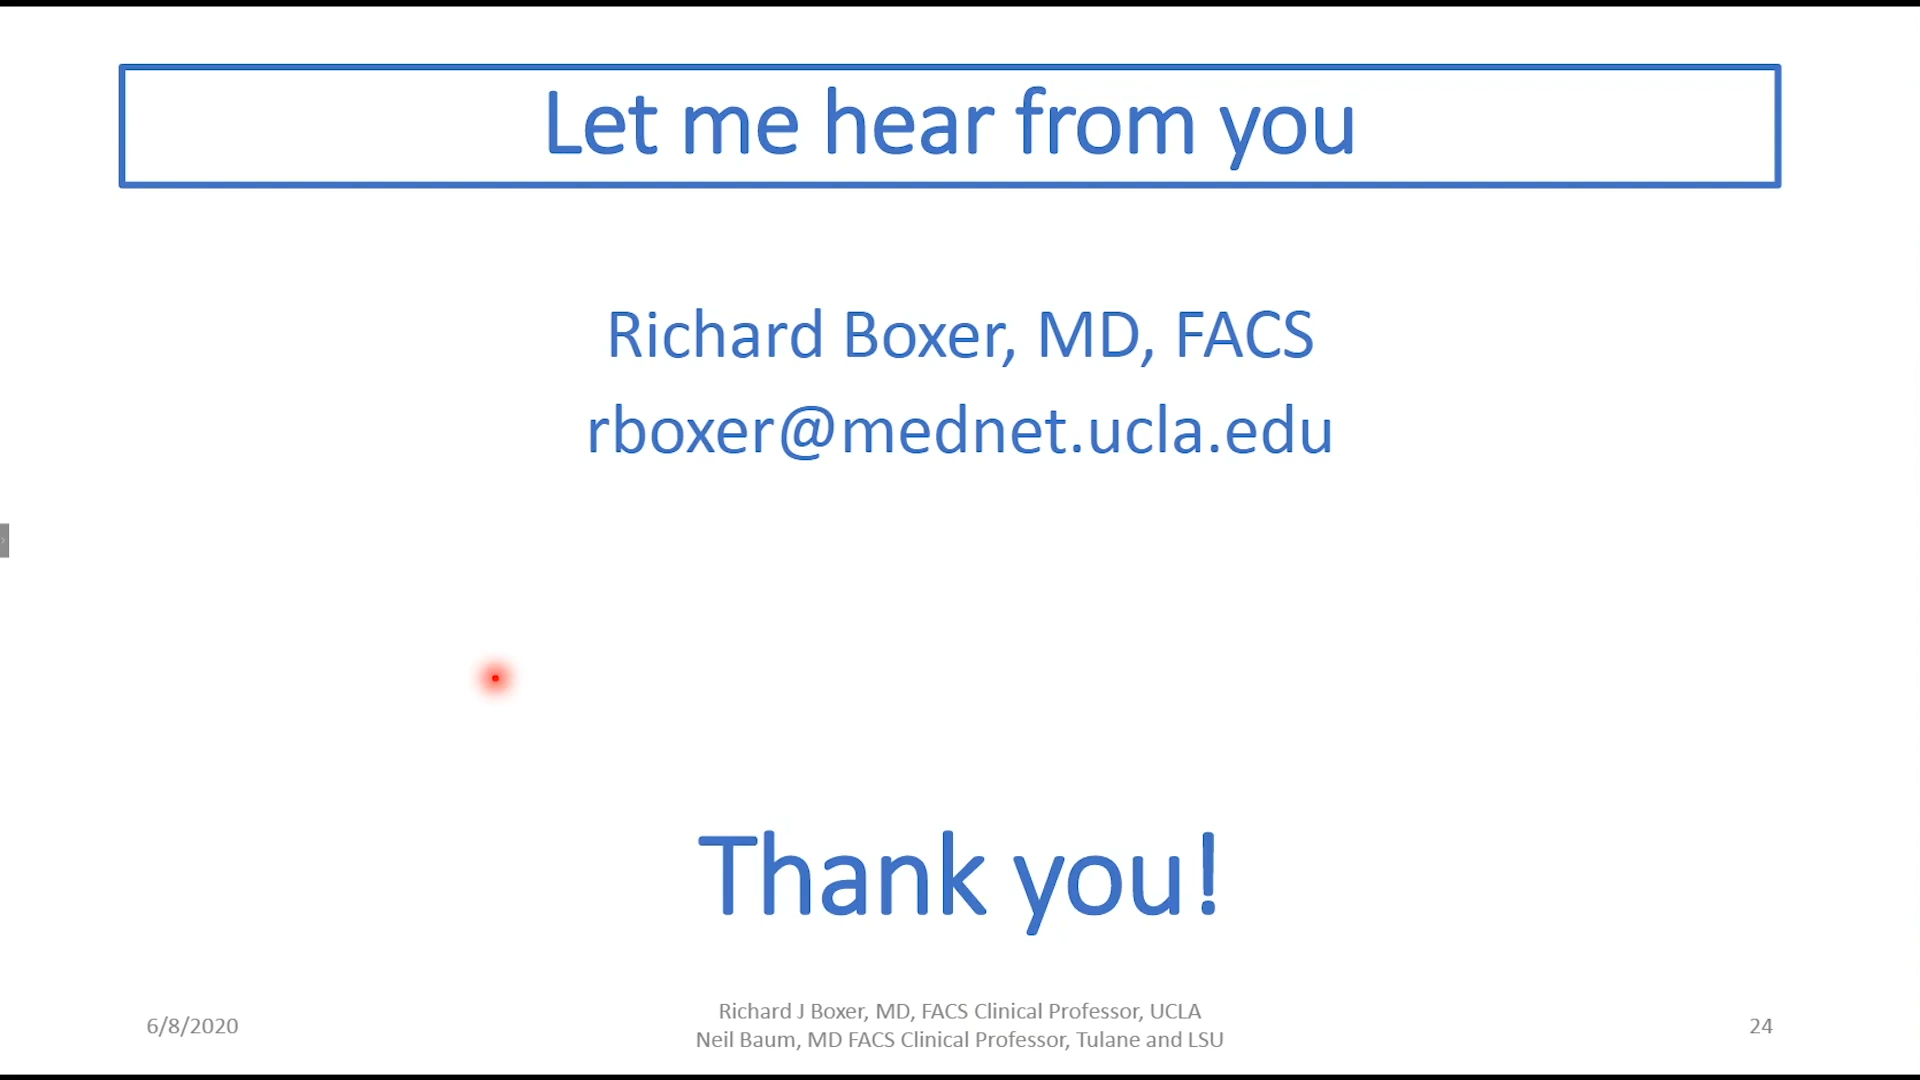 Let me hear from you
Richard Boxer, MD, FACS
rboxer@mednet.ucla.edu
Thank you!
6/8/2020
Richard J Boxer, MD, FACS Clinical Professor, UCLA
Neil Baum, MD FACS Clinical Professor, Tulane and LSU
24